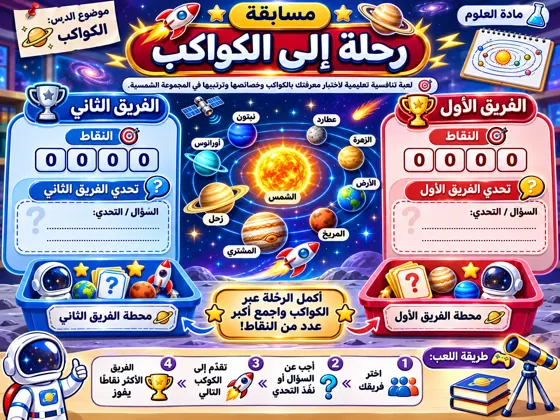 مادة العلوم
مسابقة
رحلة إلى الكواكب
موضوع الدرس:
الكواكب
لعبة تنافسية تعليمية لاختبار معرفتك بالكواكب وخصائصها وترتيبها في المجموعة الشمسية.
الفريق الأول
النقاط
0 0 0 0
تحدي الفريق الأول
?
السؤال / التحدي:
?
محطة الفريق الأول
الفريق الثاني
النقاط
0 0 0 0
تحدي الفريق الثاني
?
السؤال / التحدي:
?
محطة الفريق الثاني
عطارد
الزهرة
الأرض
المريخ
المشتري
زحل
أورانوس
نبتون
الشمس
أكمل الرحلة عبر
الكواكب واجمع أكبر
عدد من النقاط!
طريقة اللعب:
1
اختر
فريقك
2
أجب عن
السؤال أو
نفّذ التحدي
3
تقدّم إلى
الكوكب
التالي
4
الفريق
الأكثر نقاطًا
يفوز